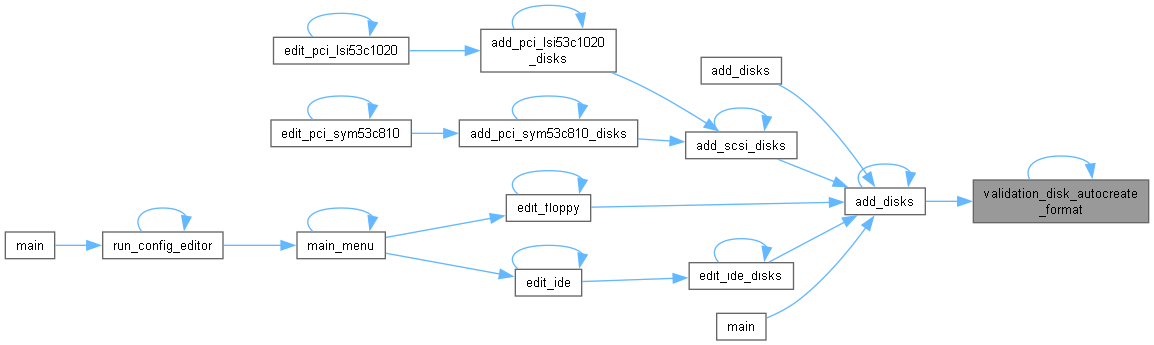 edit_pci_lsi53c1020
add_pci_lsi53c1020
_disks
add_disks
edit_pci_sym53c810
add_pci_sym53c810_disks
add_scsi_disks
validation_disk_autocreate
_format
edit_floppy
add_disks
main
run_config_editor
main_menu
edit_ide
edit_ide_disks
main